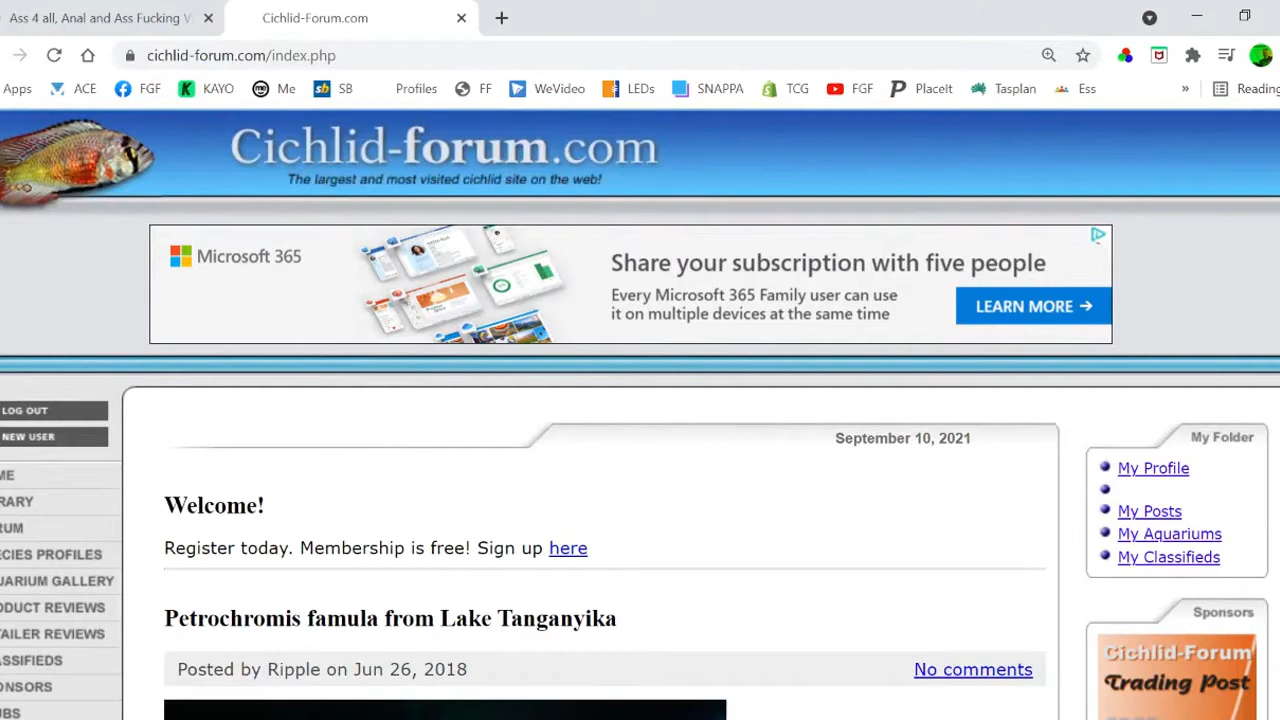 Ass 4 all, Anal and Ass Fucking V
Cichlid-Forum.com
cichlid-forum.com/index.php
Apps ACE FGF KAYO Me SB Profiles FF WeVideo LEDs SNAPPA TCG FGF PlaceIt Tasplan Ess » Reading
Cichlid-forum.com
The largest and most visited cichlid site on the web!
Microsoft 365
Share your subscription with five people
Every Microsoft 365 Family user can use
it on multiple devices at the same time
LEARN MORE →
LOG OUT
NEW USER
ME
RARY
RUM
ECIES PROFILES
UARIUM GALLERY
ODUCT REVIEWS
TAILER REVIEWS
ASSIFIEDS
ONSORS
UBS
September 10, 2021
Welcome!
Register today. Membership is free! Sign up here
Petrochromis famula from Lake Tanganyika
Posted by Ripple on Jun 26, 2018
No comments
My Folder
My Profile
My Posts
My Aquariums
My Classifieds
Sponsors
Cichlid-Forum
Trading Post